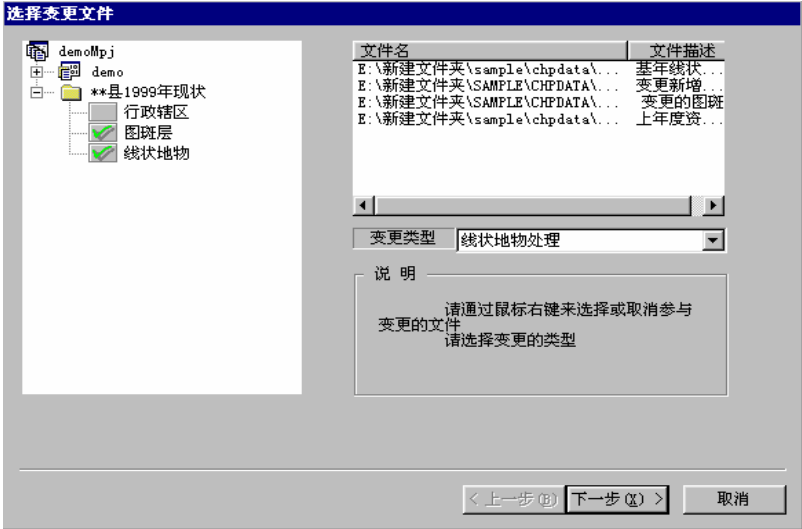 选择变更文件
demoMpj
demo
**县1999年现状
行政辖区
图斑层
线状地物
文件名 文件描述
E:\新建文件夹\sample\chpdata\... 基年线状...
E:\新建文件夹\SAMPLE\CHPDATA\... 变更新增...
E:\新建文件夹\SAMPLE\CHPDATA\... 变更的图斑
E:\新建文件夹\sample\chpdata\... 上年度资...
变更类型 线状地物处理
说 明
请通过鼠标右键来选择或取消参与
变更的文件
请选择变更的类型
< 上一步(B) 下一步(X) > 取消